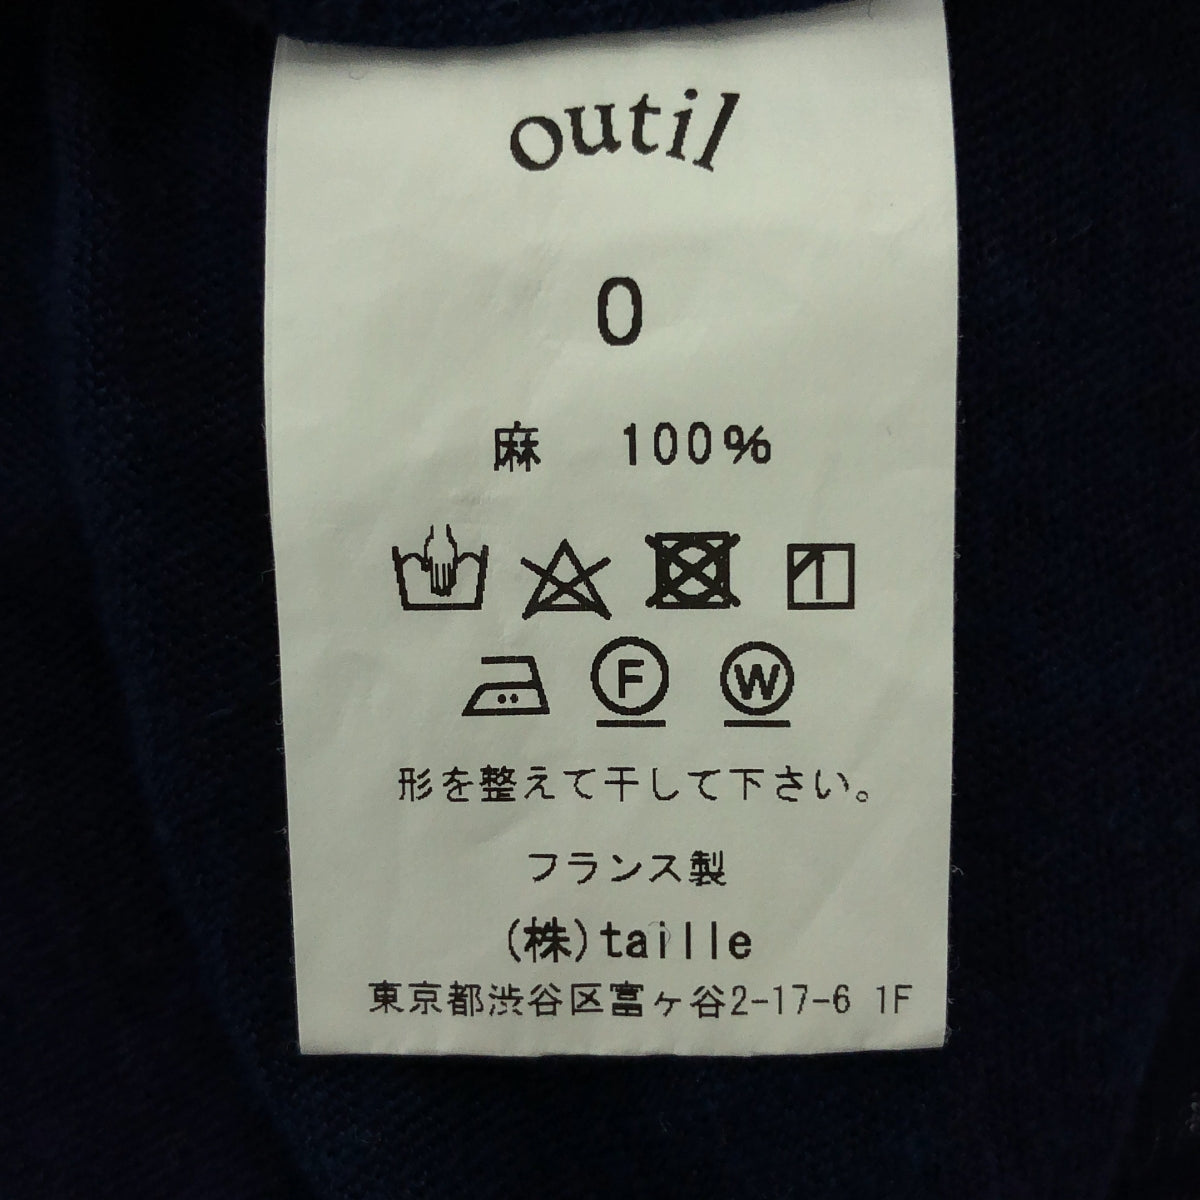 outil
0
麻 100%
F W
形を整えて干して下さい。
フランス製
(株)taille
東京都渋谷区富ヶ谷2-17-6 1F